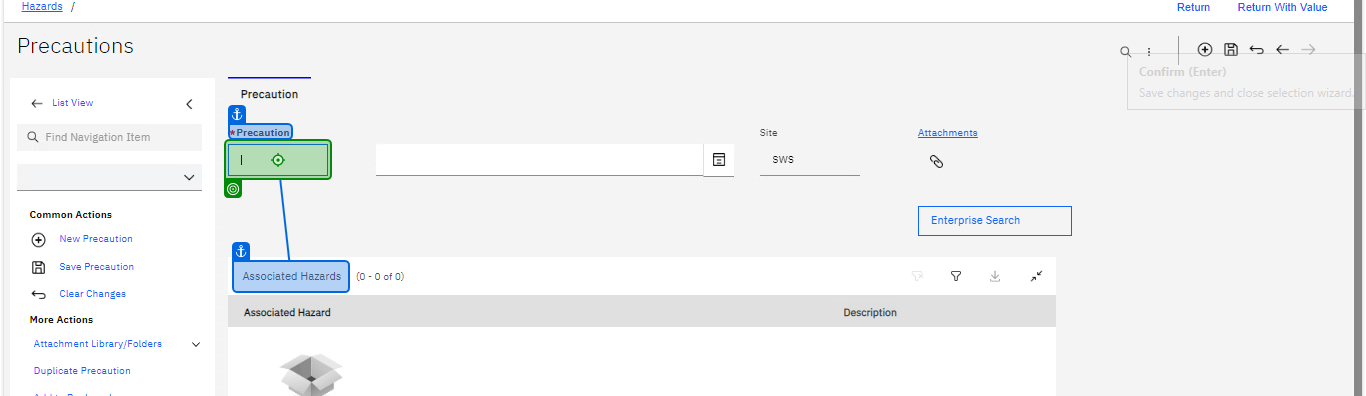 Hazards /
Return Return With Value
Precautions
Confirm (Enter)
Save changes and close selection wizard.
List View
Precaution
Find Navigation Item
*Precaution
Site
Attachments
SWS
Common Actions
Enterprise Search
New Precaution
Save Precaution
Associated Hazards (0 - 0 of 0)
Clear Changes
Associated Hazard Description
More Actions
Attachment Library/Folders
Duplicate Precaution